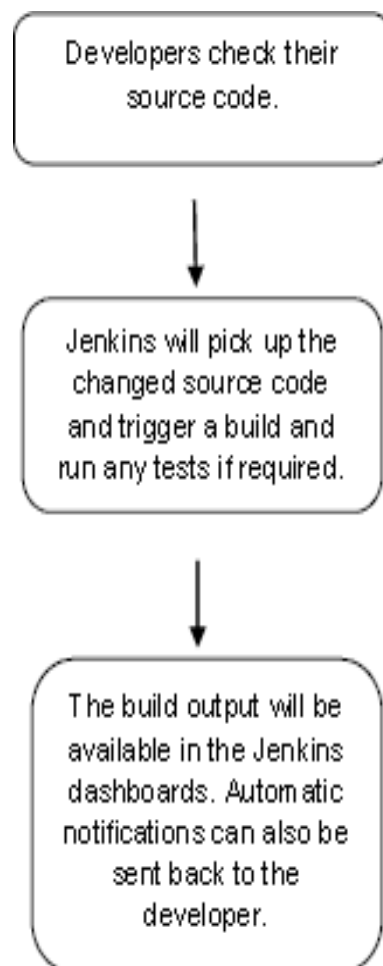 Developers check their
source code.
Jenkins will pick up the
changed source code
and trigger a build and
run any tests if required.
The build output will be
available in the Jenkins
dashboards. Automatic
notifications can also be
sent back to the
developer.